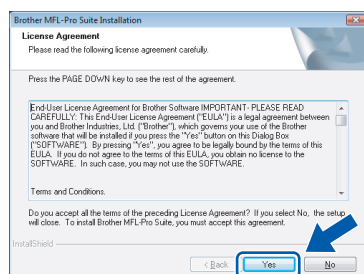 Brother MFL-Pro Suite Installation
License Agreement
Please read the following license agreement carefully.
Press the PAGE DOWN key to see the rest of the agreement.
End-User License Agreement for Brother Software IMPORTANT- PLEASE READ
CAREFULLY: This End-User License Agreement ("EULA") is a legal agreement between
you and Brother Industries, Ltd. ("Brother"), which governs your use of the Brother
software that will be installed if you press the "Yes" button on this Dialog Box
("SOFTWARE"). By pressing "Yes", you agree to be legally bound by the terms of this
EULA. If you do not agree to the terms of this EULA, you obtain no license to the
SOFTWARE. In such case, you may not use the SOFTWARE.
Terms and Conditions.
Do you accept all the terms of the preceding License Agreement? If you select No, the setup
will close. To install Brother MFL-Pro Suite, you must accept this agreement.
InstallShield
< Back
Yes
No